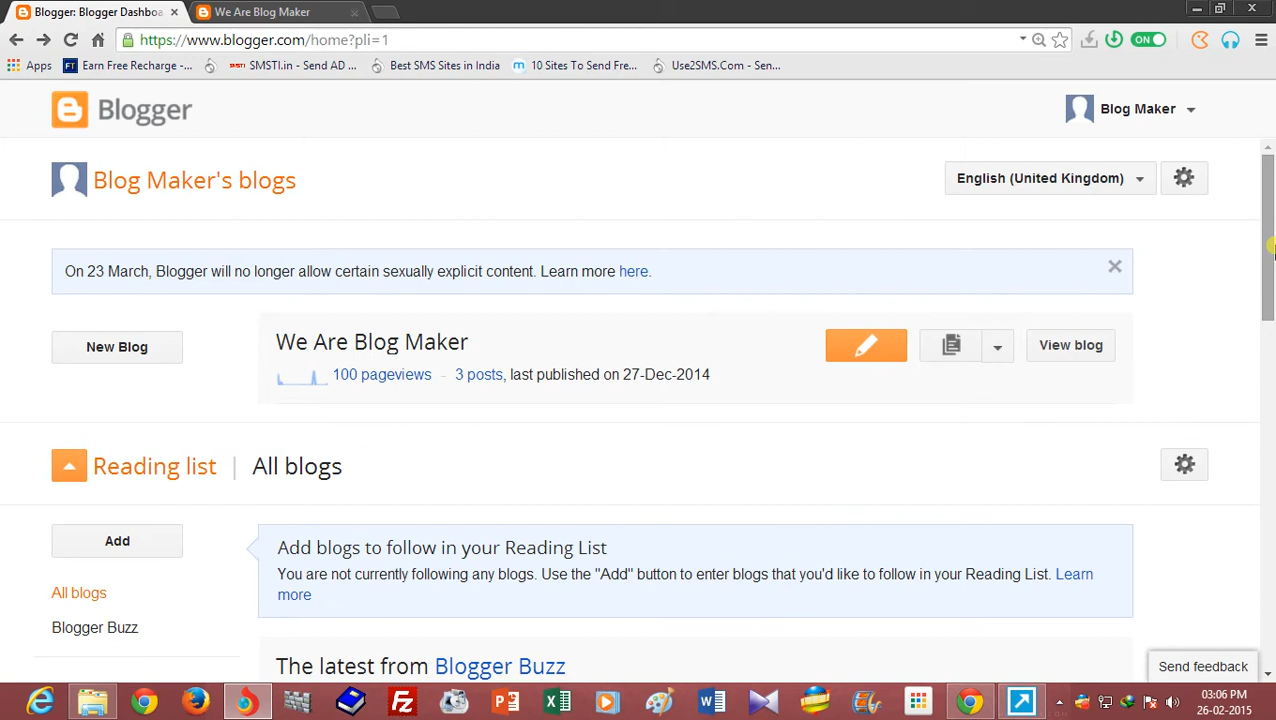 Blogger: Blogger Dashboa
We Are Blog Maker
https://www.blogger.com/home?pli=1
ON
Apps
FT Earn Free Recharge -...
SMSTI SMSTI.in - Send AD ...
Best SMS Sites in India
m 10 Sites To Send Fre...
Use2SMS.Com - Sen...
Blogger
Blog Maker
Blog Maker's blogs
English (United Kingdom)
On 23 March, Blogger will no longer allow certain sexually explicit content. Learn more here.
New Blog
We Are Blog Maker
View blog
100 pageviews - 3 posts, last published on 27-Dec-2014
Reading list | All blogs
Add
Add blogs to follow in your Reading List
You are not currently following any blogs. Use the "Add" button to enter blogs that you'd like to follow in your Reading List. Learn
more
All blogs
Blogger Buzz
The latest from Blogger Buzz
Send feedback
03:06 PM
26-02-2015